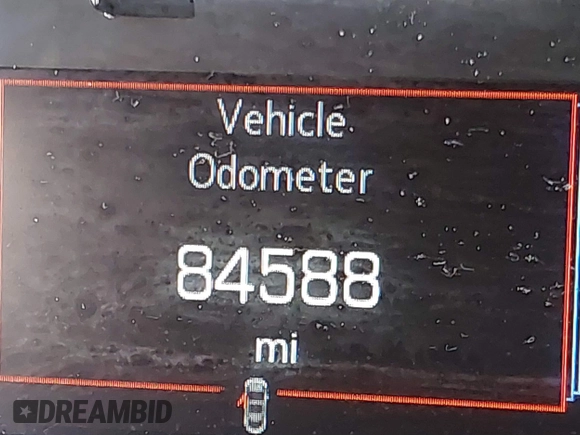 Vehicle
Odometer
84588
mi
DREAMBID